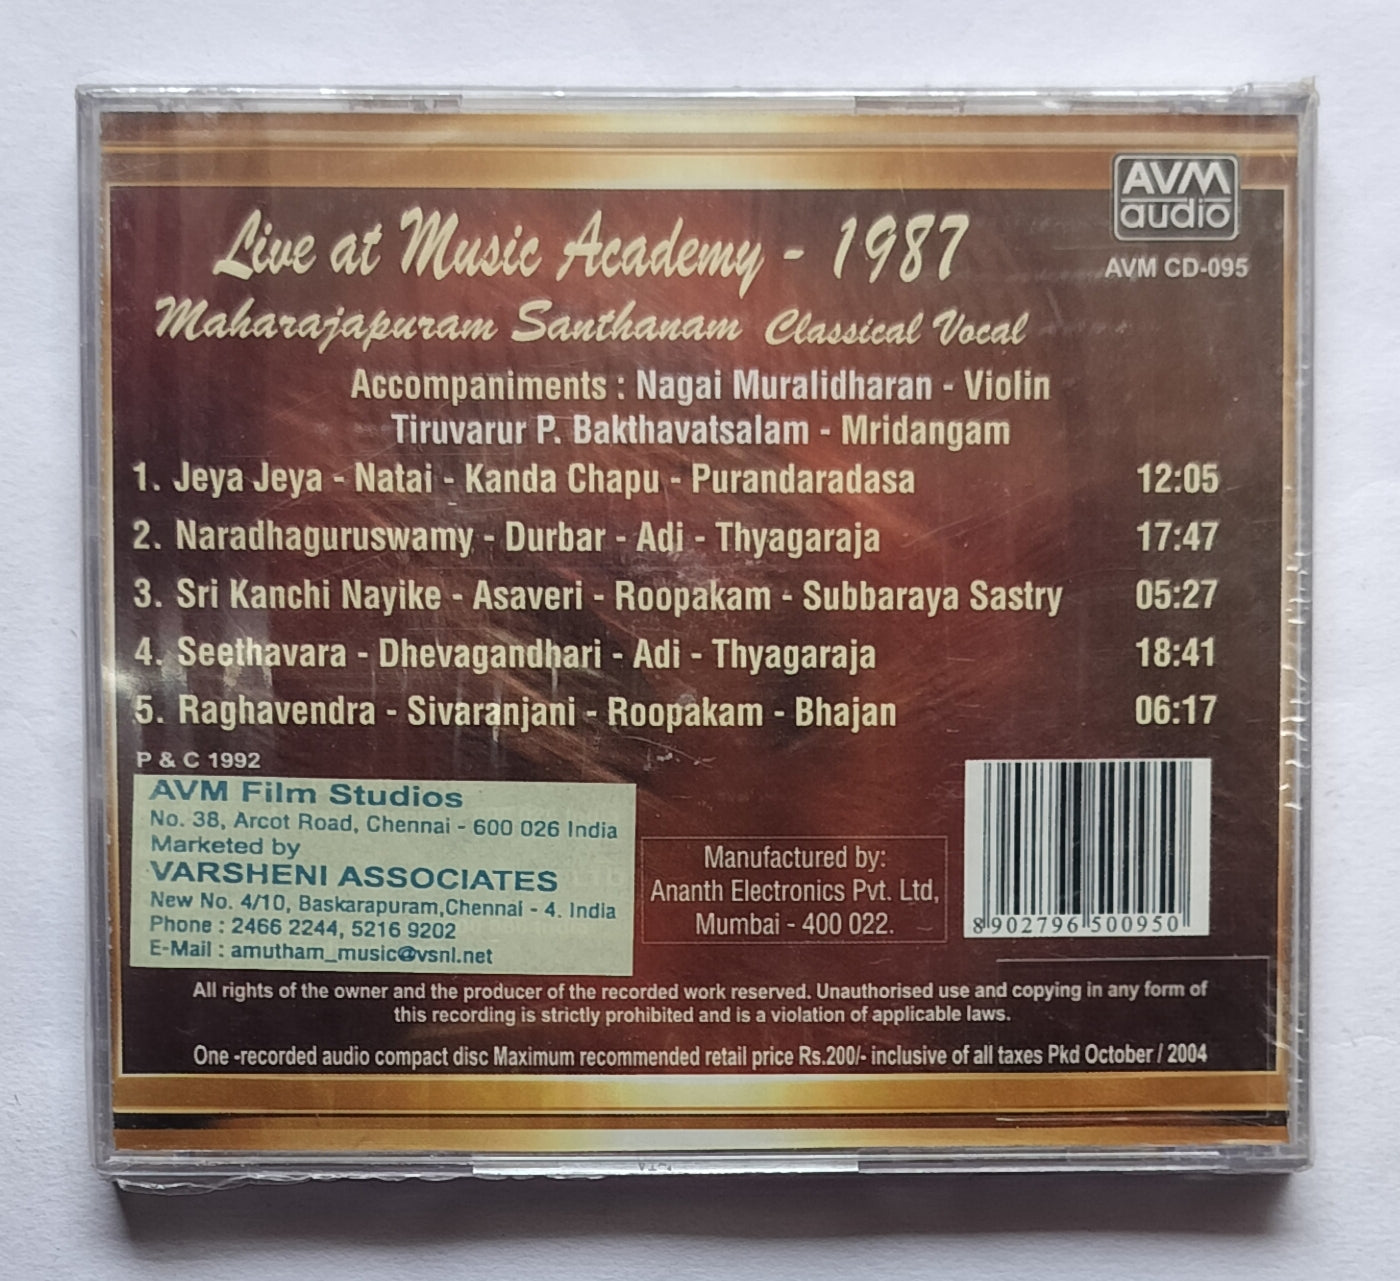 AVM
audio
AVM CD-095
Live at Music Academy - 1987
Maharajapuram Santhanam Classical Vocal
Accompaniments : Nagai Muralidharan - Violin
Tiruvarur P. Bakthavatsalam - Mridangam
1. Jeya Jeya - Natai - Kanda Chapu - Purandaradasa 12:05
2. Naradhaguruswamy - Durbar - Adi - Thyagaraja 17:47
3. Sri Kanchi Nayike - Asaveri - Roopakam - Subbaraya Sastry 05:27
4. Seethavara - Dhevagandhari - Adi - Thyagaraja 18:41
5. Raghavendra - Sivaranjani - Roopakam - Bhajan 06:17
P & C 1992
AVM Film Studios
No. 38, Arcot Road, Chennai - 600 026 India
Marketed by
VARSHENI ASSOCIATES
New No. 4/10, Baskarapuram,Chennai - 4. India
Phone : 2466 2244, 5216 9202
E-Mail : amutham_music@vsnl.net
Manufactured by:
Ananth Electronics Pvt. Ltd,
Mumbai - 400 022.
8 902796 500950
All rights of the owner and the producer of the recorded work reserved. Unauthorised use and copying in any form of
this recording is strictly prohibited and is a violation of applicable laws.
One -recorded audio compact disc Maximum recommended retail price Rs.200/- inclusive of all taxes Pkd October / 2004